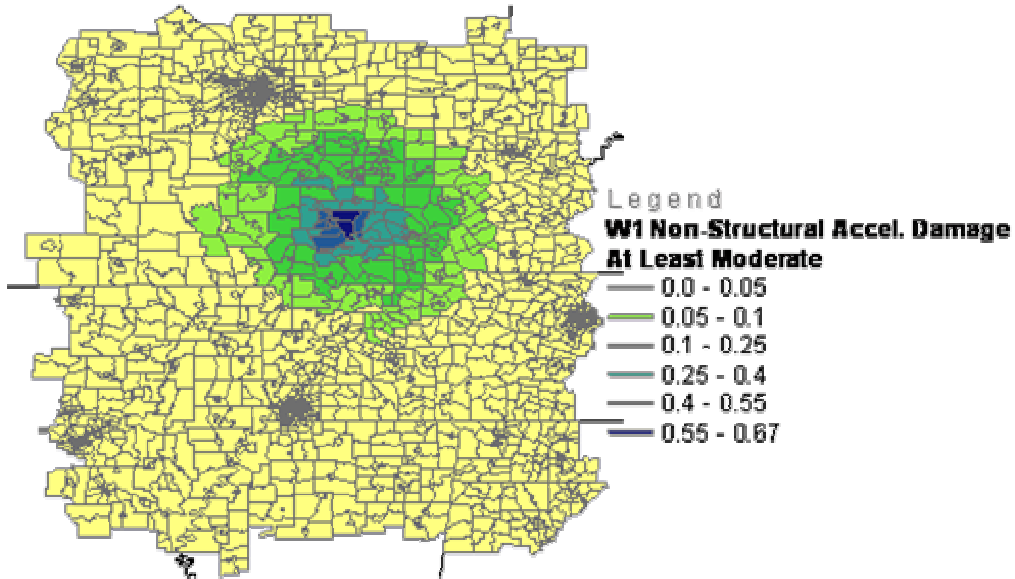 Legend
W1 Non-Structural Accel. Damage
At Least Moderate
0.0 - 0.05
0.05 - 0.1
0.1 - 0.25
0.25 - 0.4
0.4 - 0.55
0.55 - 0.67